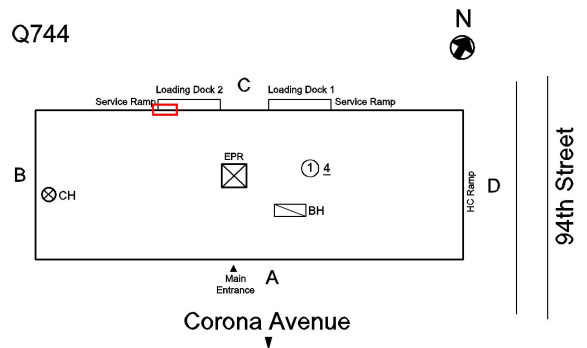 N
Q744
C
Loading Dock 2
Loading Dock 1
Service Ramp
Service Ramp
EPR
1 4
B
CH
BH
HC Ramp
D
94th Street
Main
Entrance
A
Corona Avenue